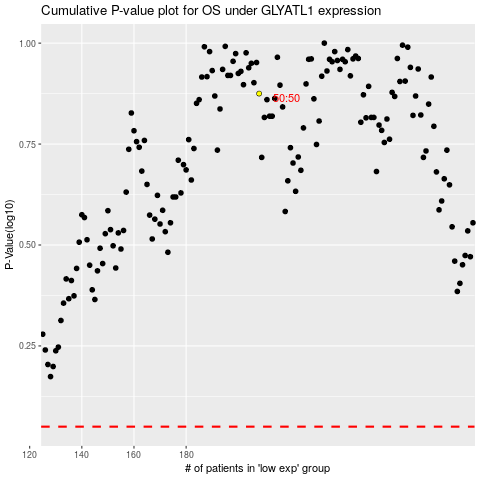 Cumulative P-value plot for OS under GLYATL1 expression
1.00
50:50
0.75
P-Value(log10)
0.50
0.25
120 140 160 180
# of patients in 'low exp' group